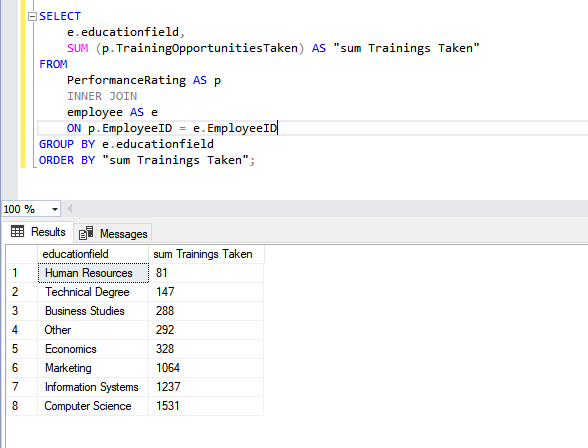 SELECT
e.educationfield,
SUM (p.TrainingOpportunitiesTaken) AS "sum Trainings Taken"
FROM
PerformanceRating AS p
INNER JOIN
employee AS e
ON p.EmployeeID = e.EmployeeID
GROUP BY e.educationfield
ORDER BY "sum Trainings Taken";
100 %
Results Messages
educationfield sum Trainings Taken
1 Human Resources 81
2 Technical Degree 147
3 Business Studies 288
4 Other 292
5 Economics 328
6 Marketing 1064
7 Information Systems 1237
8 Computer Science 1531